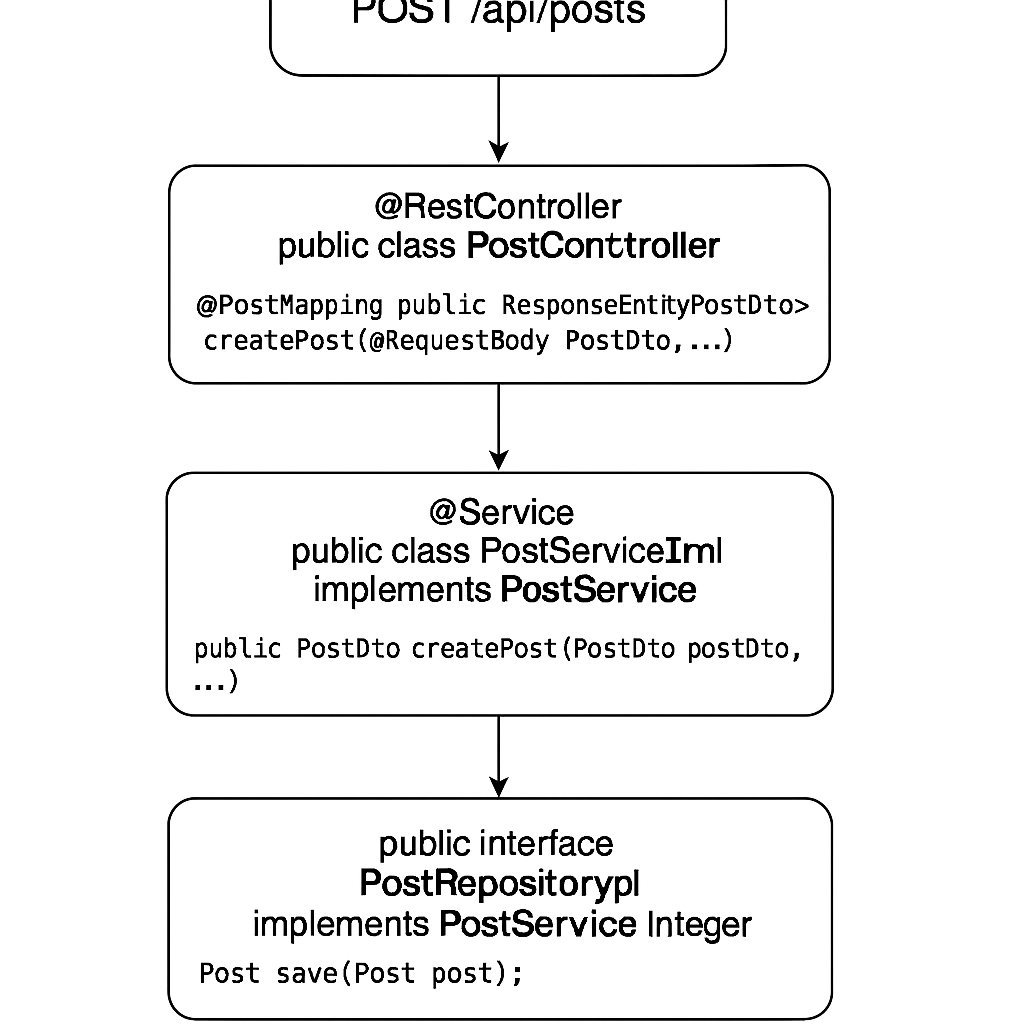 POST /api/posts
@RestController
public class PostConttroller
@PostMapping public ResponseEntityPostDto>
createPost(@RequestBody PostDto,...)
@Service
public class PostServiceIml
implements PostService
public PostDto createPost(PostDto postDto,
...)
public interface
PostRepositorypl
implements PostService Integer
Post save(Post post);